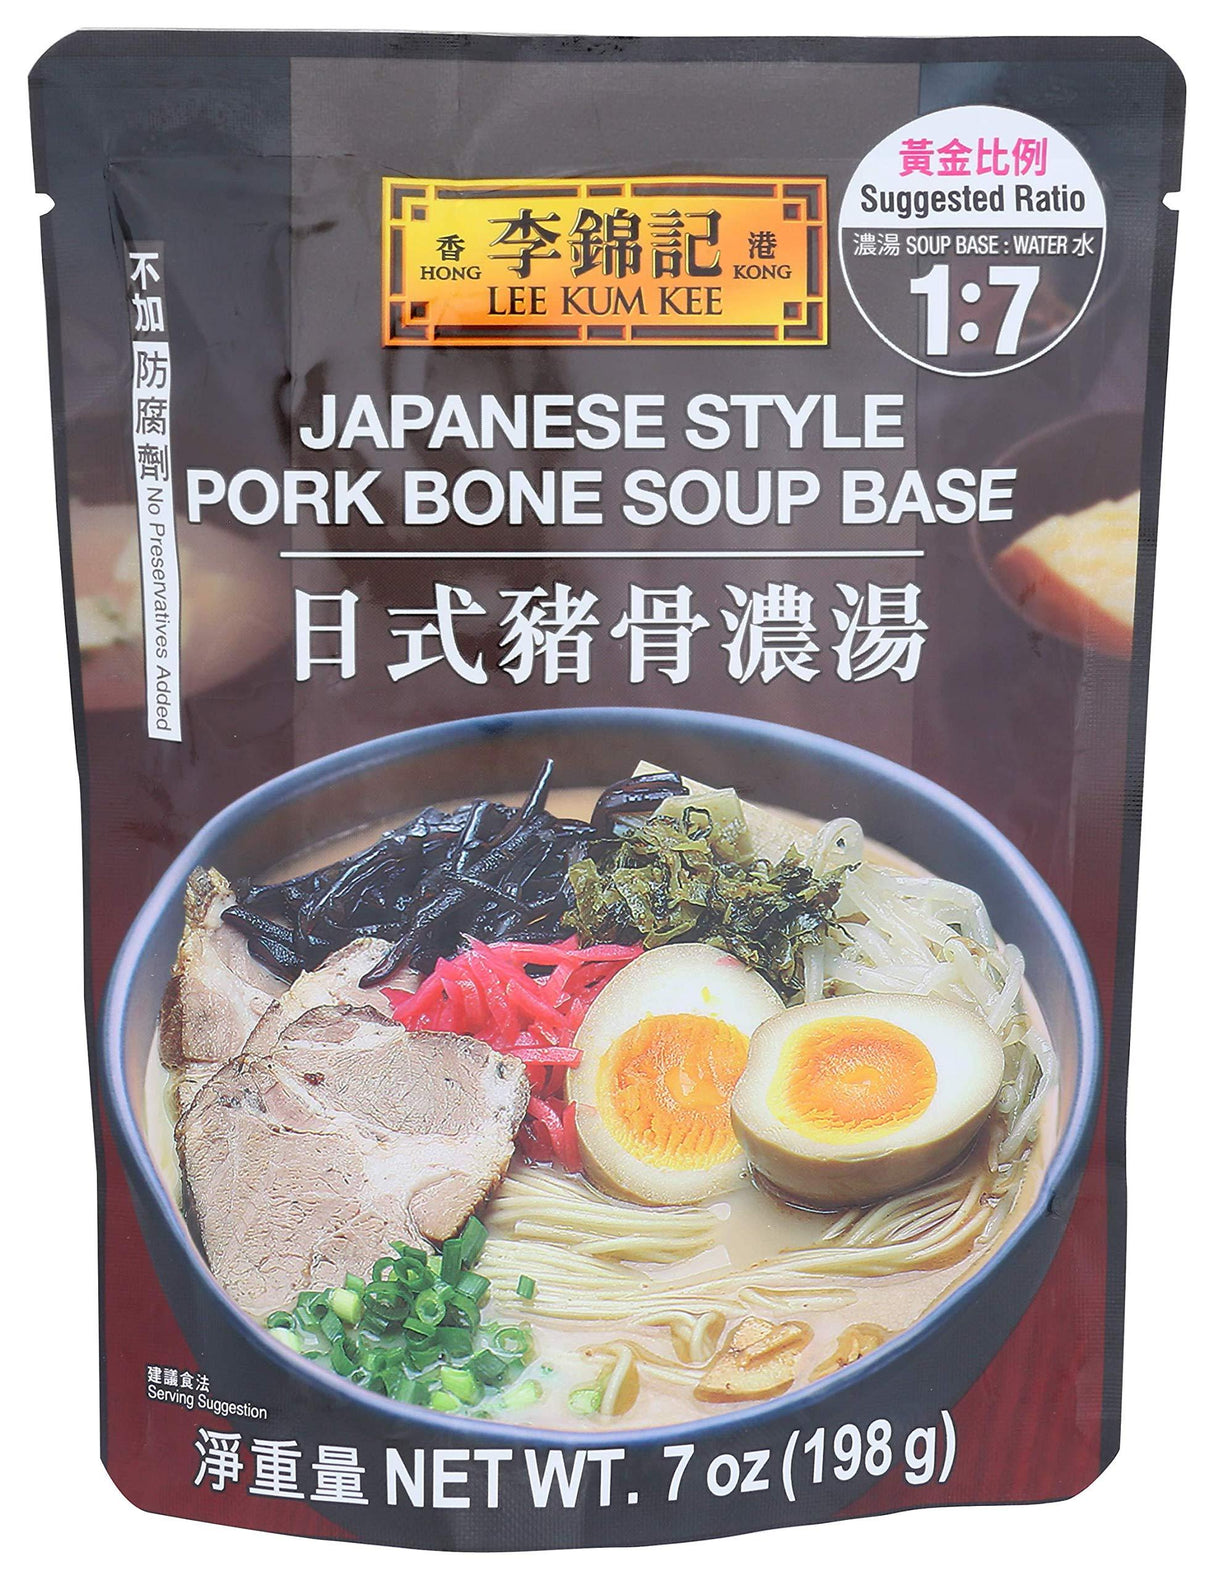 黃金比例
Suggested Ratio
濃湯 SOUP BASE : WATER 水
1:7
香 李錦記 港
HONG KONG
LEE KUM KEE
不加防腐劑 No Preservatives Added
JAPANESE STYLE
PORK BONE SOUP BASE
日式豬骨濃湯
建議食法
Serving Suggestion
淨重量 NET WT. 7 oz (198 g)